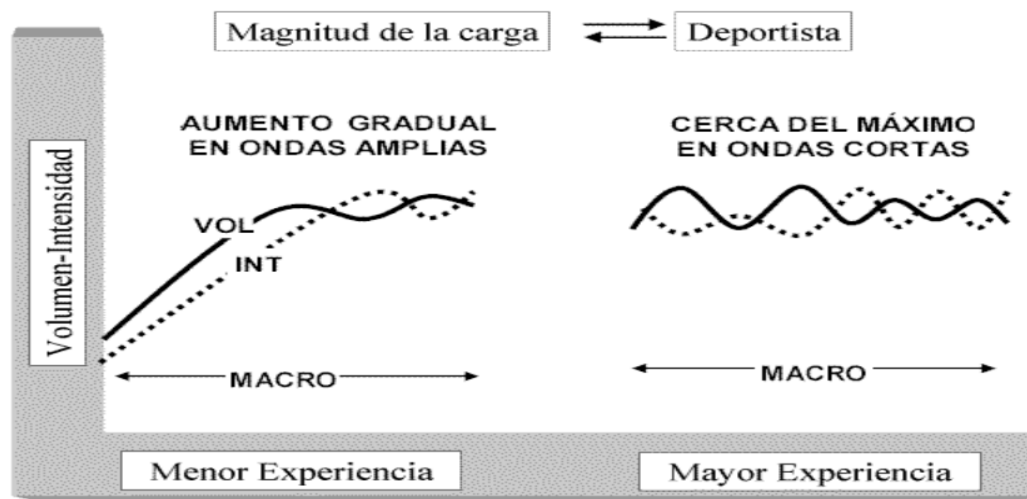 Magnitud de la carga
Deportista
AUMENTO GRADUAL
EN ONDAS AMPLIAS
CERCA DEL MÁXIMO
EN ONDAS CORTAS
Volumen-Intensidad
VOL
INT
MACRO
MACRO
Menor Experiencia
Mayor Experiencia